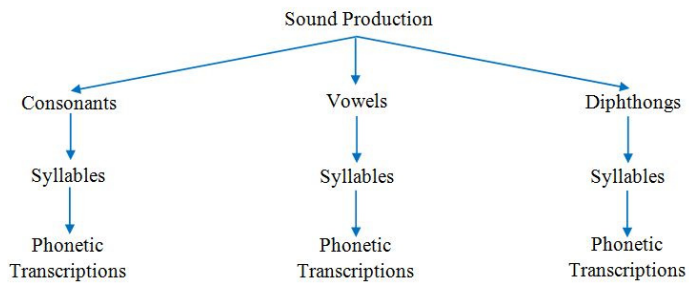 Sound Production
Consonants
Vowels
Diphthongs
Syllables
Syllables
Syllables
Phonetic
Transcriptions
Phonetic
Transcriptions
Phonetic
Transcriptions